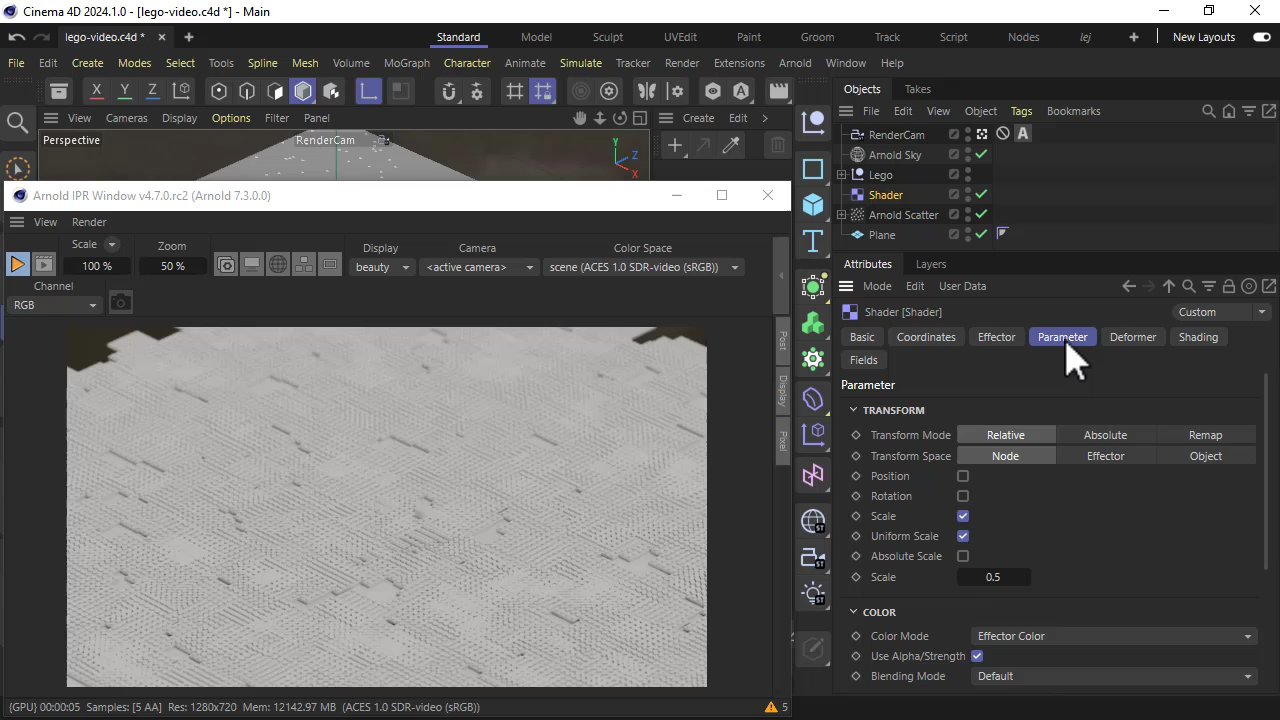 Cinema 4D 2024.1.0 - [lego-video.c4d *] - Main
lego-video.c4d *
Standard Model Sculpt UVEdit Paint Groom Track Script Nodes lej New Layouts
File Edit Create Modes Select Tools Spline Mesh Volume MoGraph Character Animate Simulate Tracker Render Extensions Arnold Window Help
X Y Z
Objects Takes
View Cameras Display Options Filter Panel
Create Edit
File Edit View Object Tags Bookmarks
Perspective
RenderCam
Y
Z
X
RenderCam
A
Arnold Sky
Lego
Shader
Arnold Scatter
Plane
Arnold IPR Window v4.7.0.rc2 (Arnold 7.3.0.0)
View Render
Scale Zoom Display Camera Color Space
100 % 50 % beauty <active camera> scene (ACES 1.0 SDR-video (sRGB))
Channel
RGB
Post
Display
Pixel
T
ST
ST
ST
Attributes Layers
Mode Edit User Data
Shader [Shader] Custom
Basic Coordinates Effector Parameter Deformer Shading
Fields
Parameter
TRANSFORM
Transform Mode Relative Absolute Remap
Transform Space Node Effector Object
Position
Rotation
Scale
Uniform Scale
Absolute Scale
Scale 0.5
COLOR
Color Mode Effector Color
Use Alpha/Strength
Blending Mode Default
{GPU} 00:00:05 Samples: [5 AA] Res: 1280x720 Mem: 12142.97 MB (ACES 1.0 SDR-video (sRGB)) 5